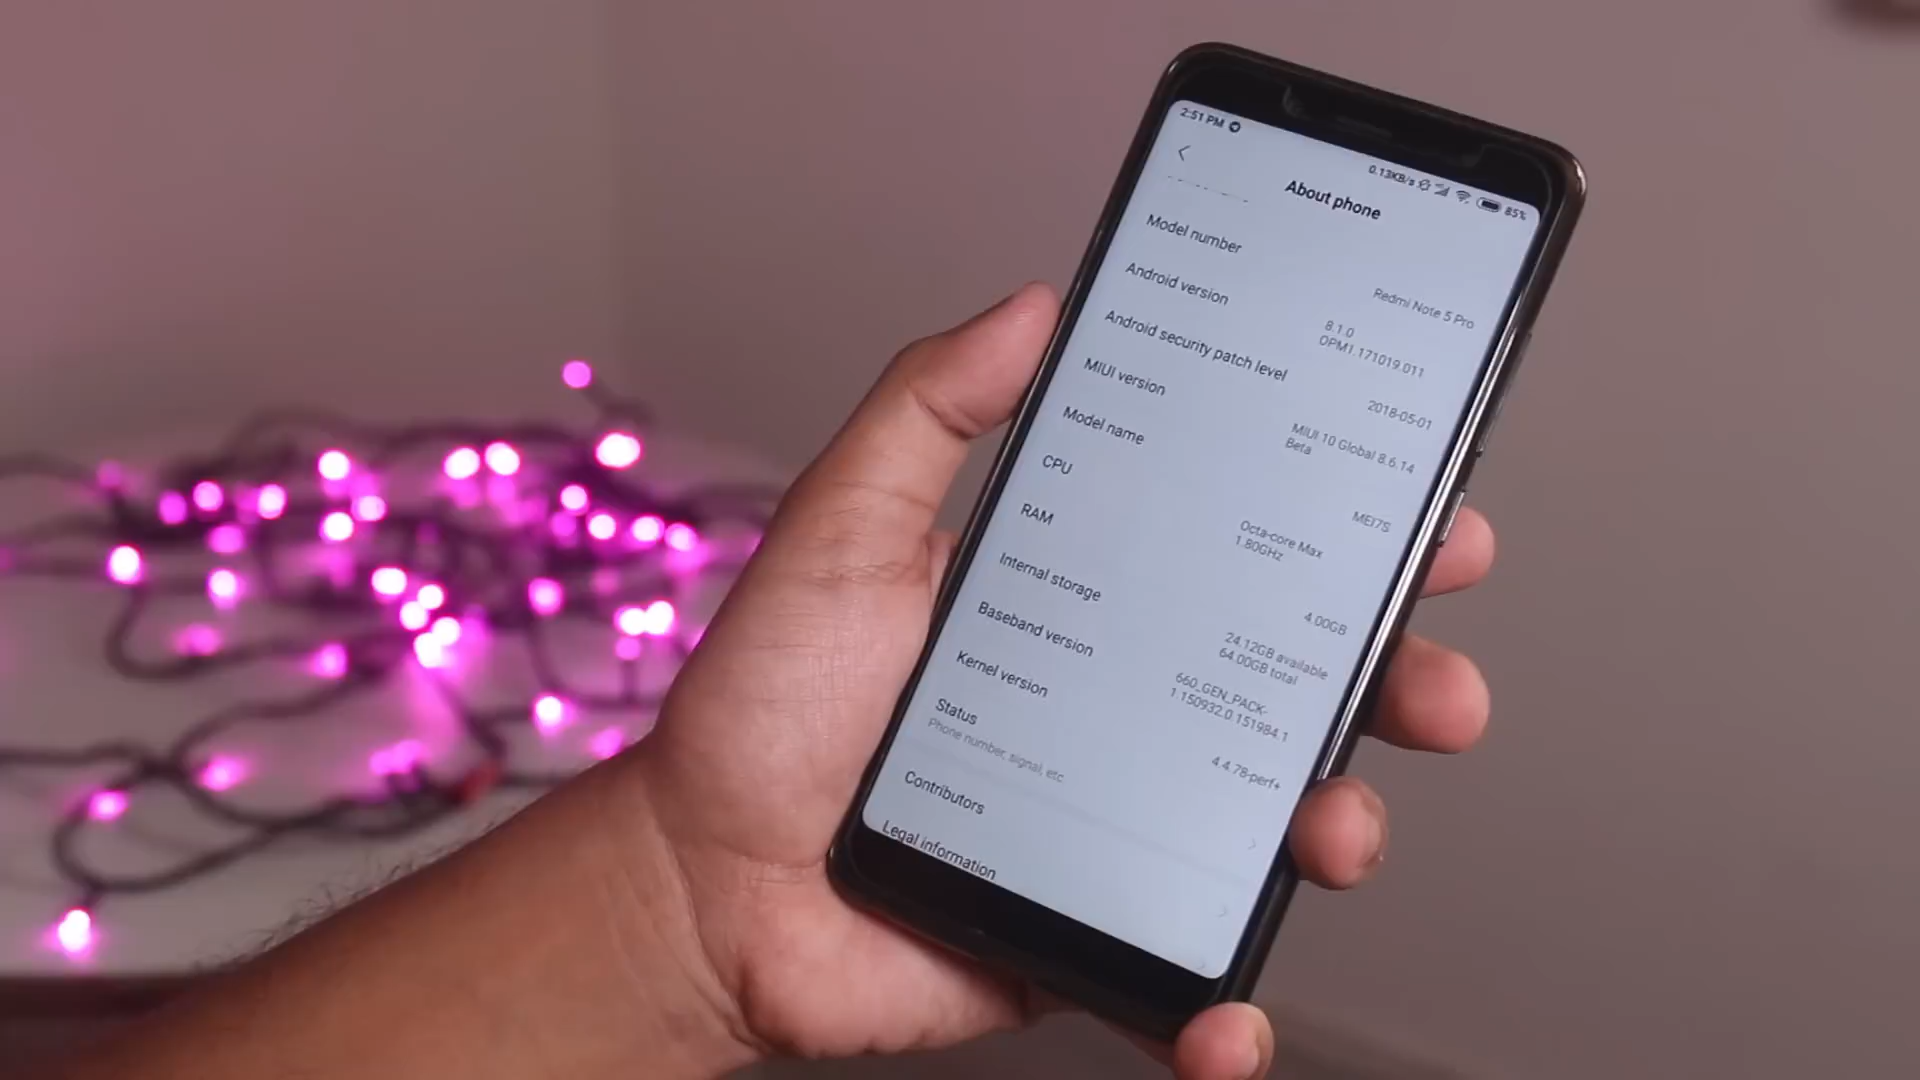 2:51 PM
0.13KB/s
85%
About phone
Model number
Redmi Note 5 Pro
Android version
8.1.0
OPM1.171019.011
Android security patch level
2018-05-01
MIUI version
MIUI 10 Global 8.6.14
Beta
Model name
MEI7S
CPU
Octa-core Max
1.80GHz
RAM
4.00GB
Internal storage
24.12GB available
64.00GB total
Baseband version
660_GEN_PACK-
1.150932.0.151984.1
Kernel version
4.4.78-perf+
Status
Phone number, signal, etc
Contributors
Legal information